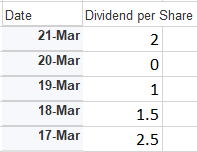 Date Dividend per Share
21-Mar 2
20-Mar 0
19-Mar 1
18-Mar 1.5
17-Mar 2.5